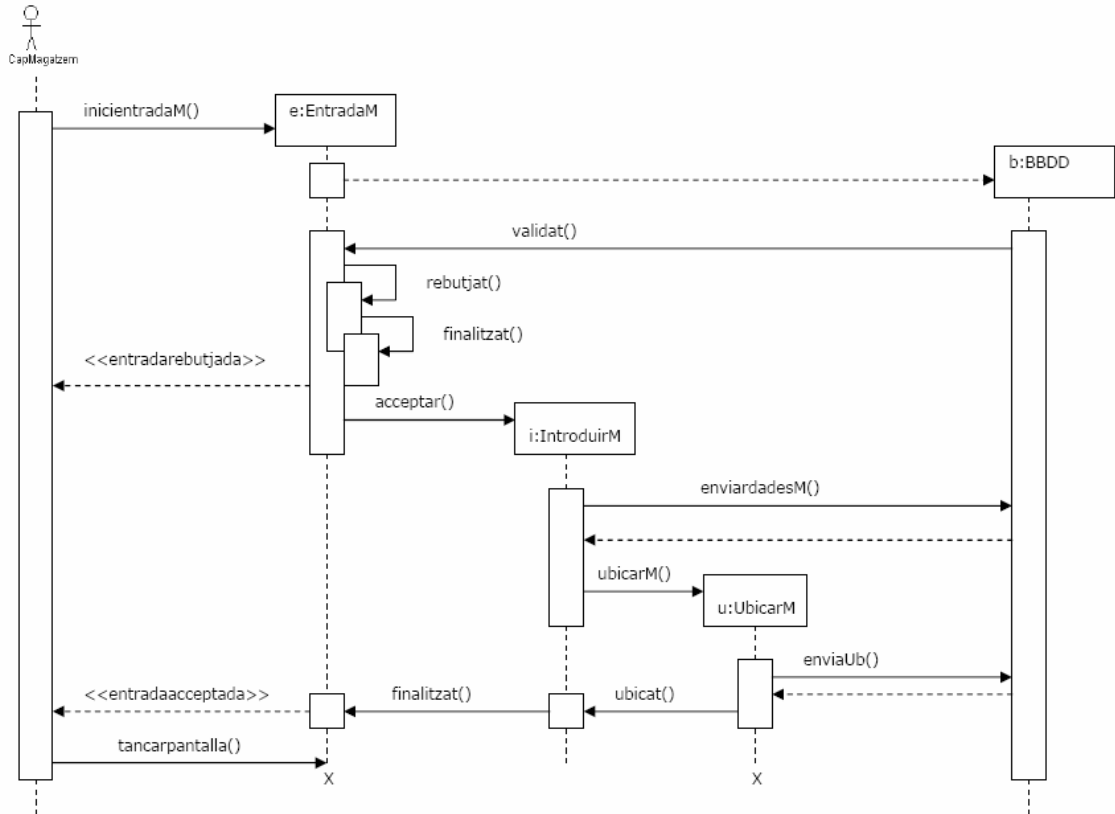 CapMagatzem
inicientradaM()
e:EntradaM
b:BBDD
validat()
rebutjat()
finalitzat()
<<entradarebutjada>>
acceptar()
i:IntroduirM
enviardadesM()
ubicarM()
u:UbicarM
enviaUb()
<<entradaacceptada>>
finalitzat()
ubicat()
tancarpantalla()
X
X